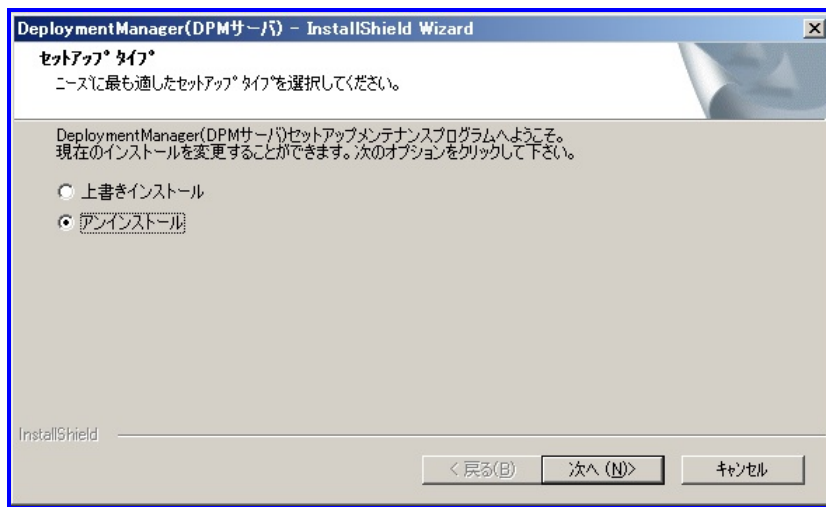 DeploymentManager(DPMサーバ) - InstallShield Wizard
セットアップ タイプ
ニーズに最も適したセットアップ タイプを選択してください。
DeploymentManager(DPMサーバ)セットアップメンテナンスプログラムへようこそ。
現在のインストールを変更することができます。次のオプションをクリックして下さい。
上書きインストール
アンインストール
InstallShield
< 戻る(B)
次へ (N)>
キャンセル